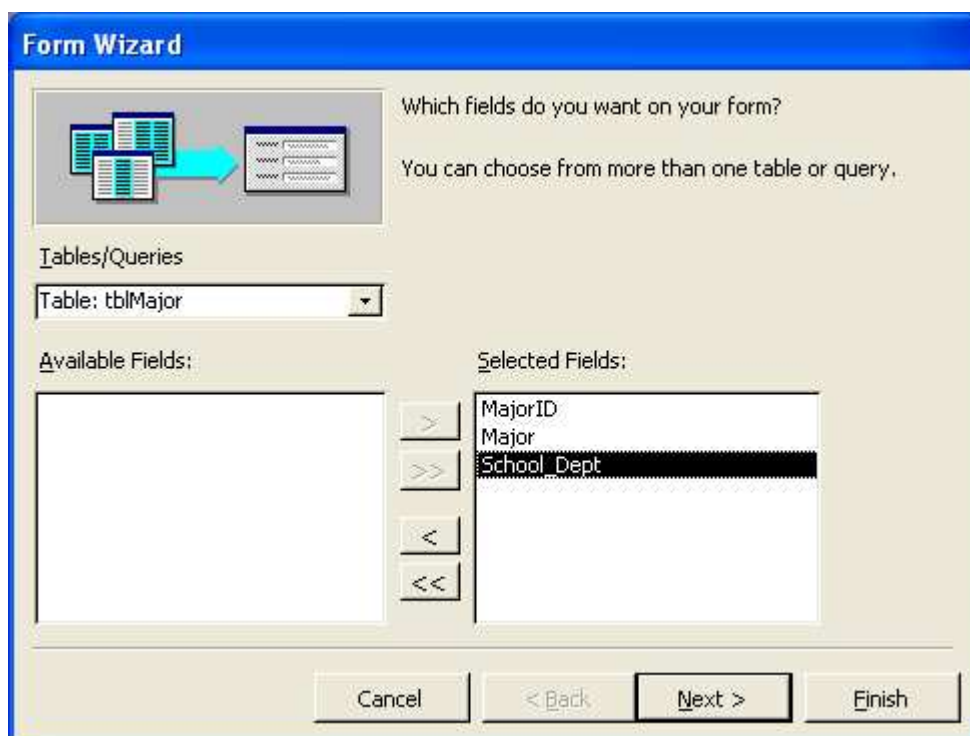 Form Wizard
Which fields do you want on your form?
You can choose from more than one table or query.
Tables/Queries
Table: tblMajor
Available Fields:
Selected Fields:
MajorID
Major
School_Dept
>
>>
<
<<
Cancel
< Back
Next >
Finish